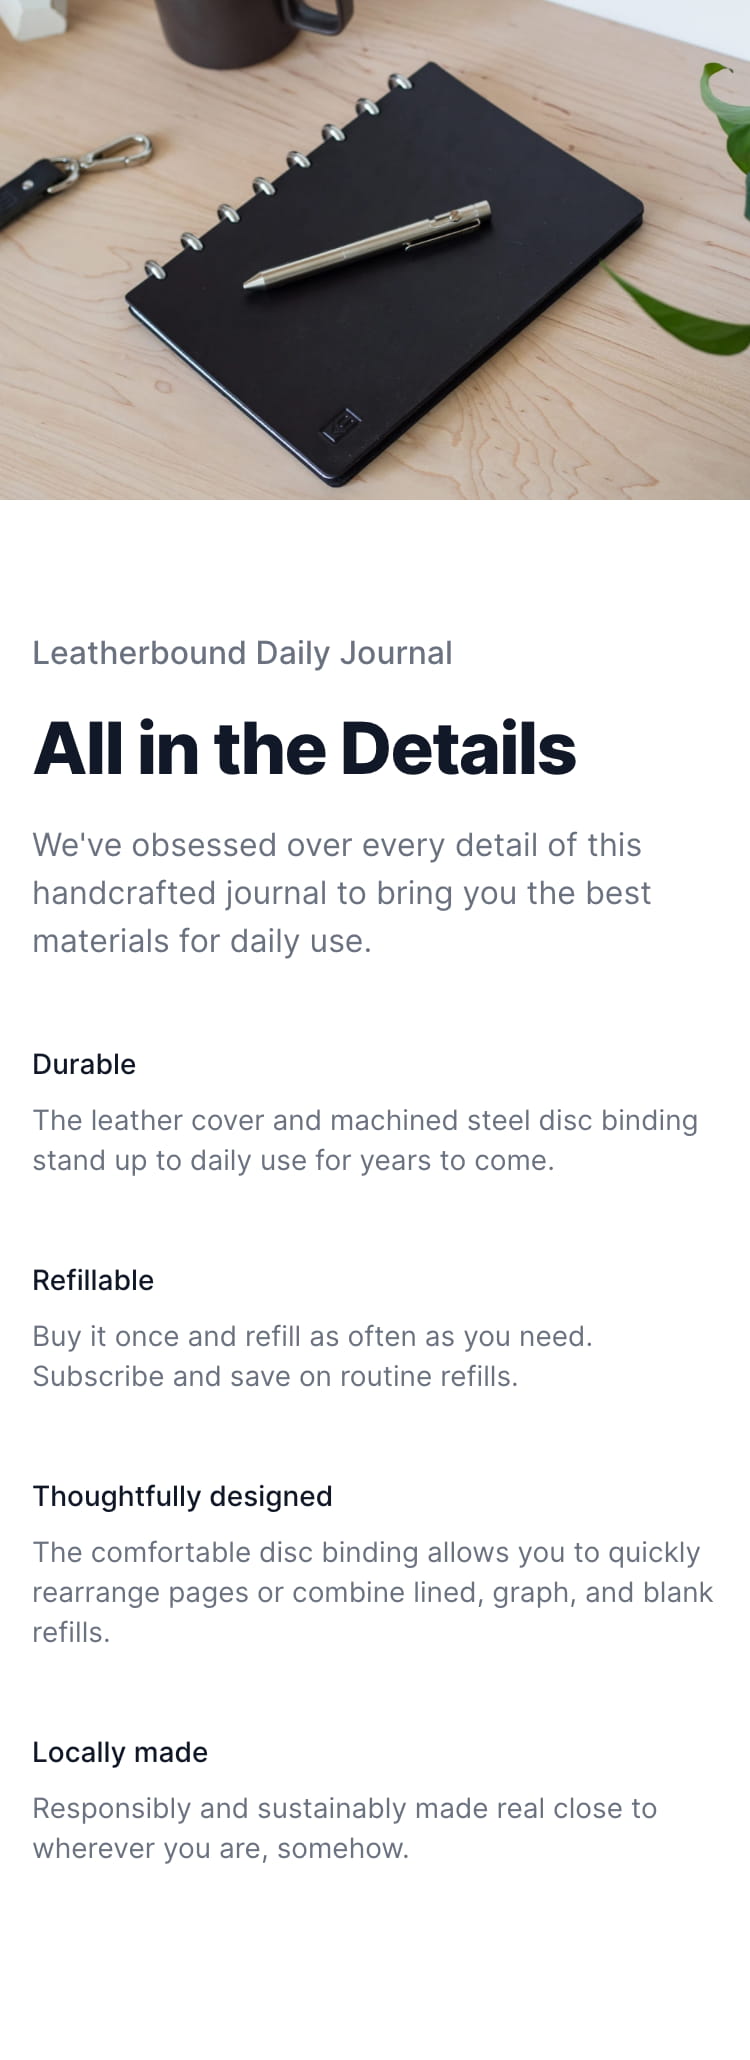 Leatherbound Daily Journal
All in the Details
We've obsessed over every detail of this
handcrafted journal to bring you the best
materials for daily use.
Durable
The leather cover and machined steel disc binding
stand up to daily use for years to come.
Refillable
Buy it once and refill as often as you need.
Subscribe and save on routine refills.
Thoughtfully designed
The comfortable disc binding allows you to quickly
rearrange pages or combine lined, graph, and blank
refills.
Locally made
Responsibly and sustainably made real close to
wherever you are, somehow.